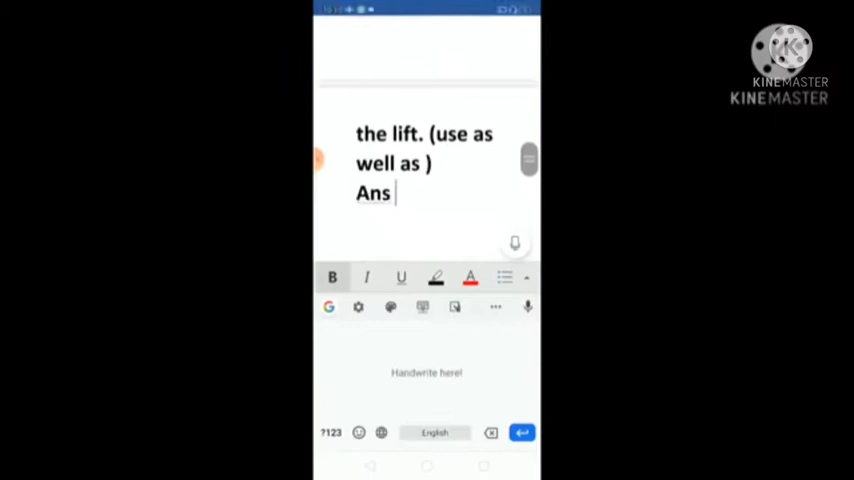 KINEMASTER
KINEMASTER
the lift. (use as
well as )
Ans
B I U A
Handwrite here!
?123 English